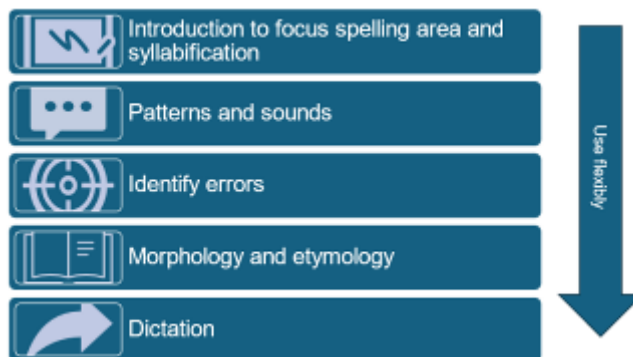 Introduction to focus spelling area and
syllabification
Patterns and sounds
Identify errors
Morphology and etymology
Dictation
Use flexibly